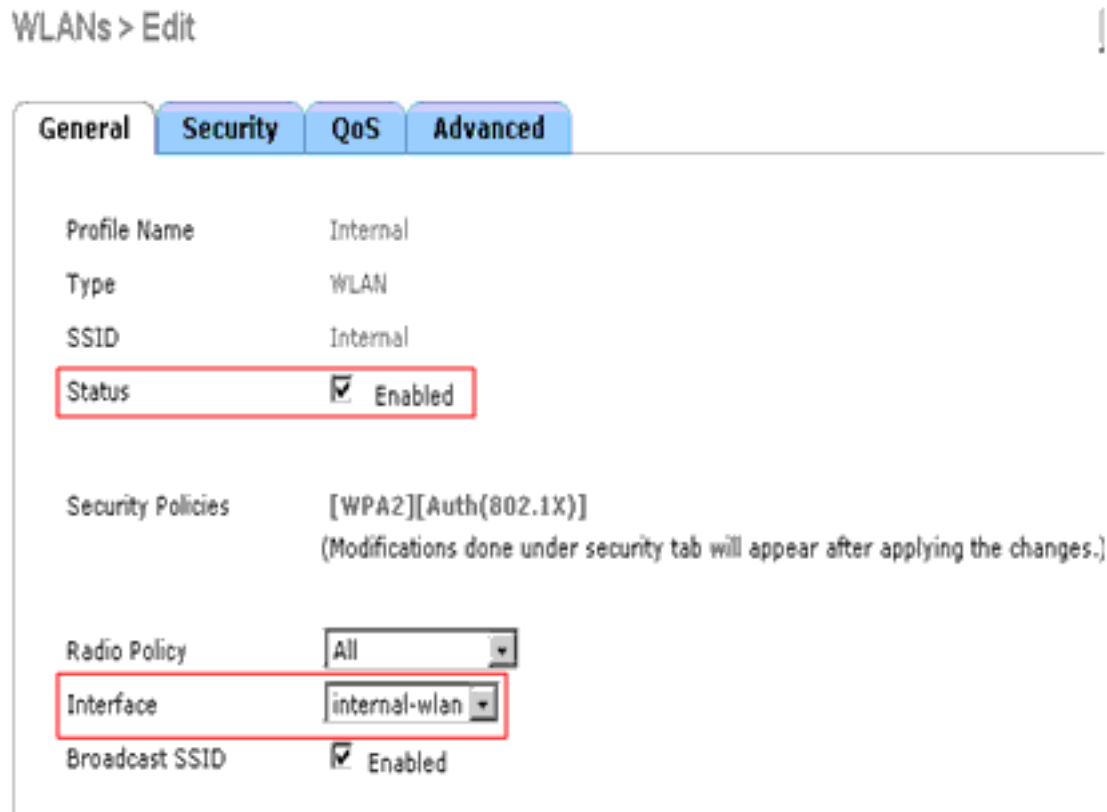 WLANs > Edit
General Security QoS Advanced
Profile Name Internal
Type WLAN
SSID Internal
Status Enabled
Security Policies [WPA2][Auth(802.1X)]
(Modifications done under security tab will appear after applying the changes.)
Radio Policy All
Interface internal-wlan
Broadcast SSID Enabled